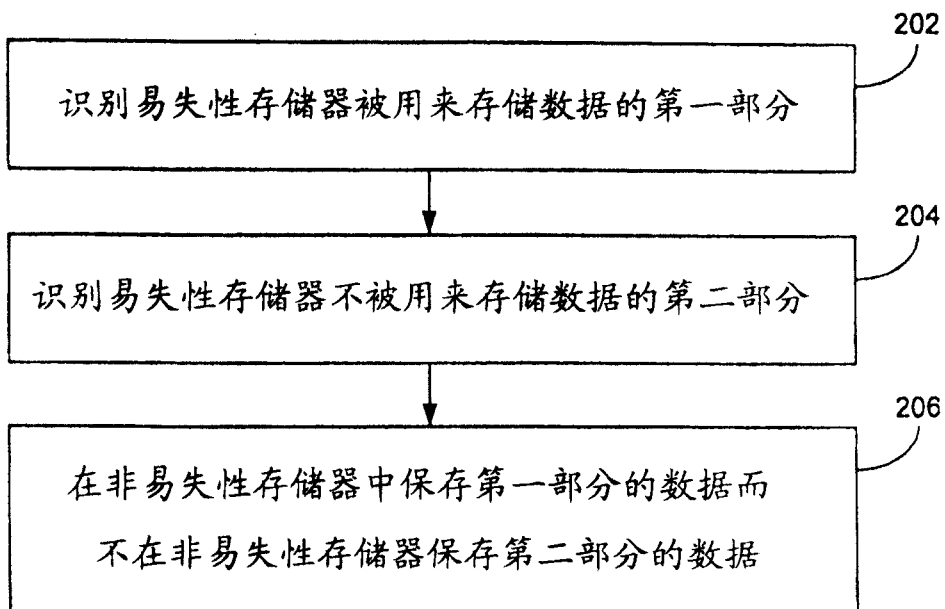 202
识别易失性存储器被用来存储数据的第一部分
204
识别易失性存储器不被用来存储数据的第二部分
206
在非易失性存储器中保存第一部分的数据而
不在非易失性存储器保存第二部分的数据